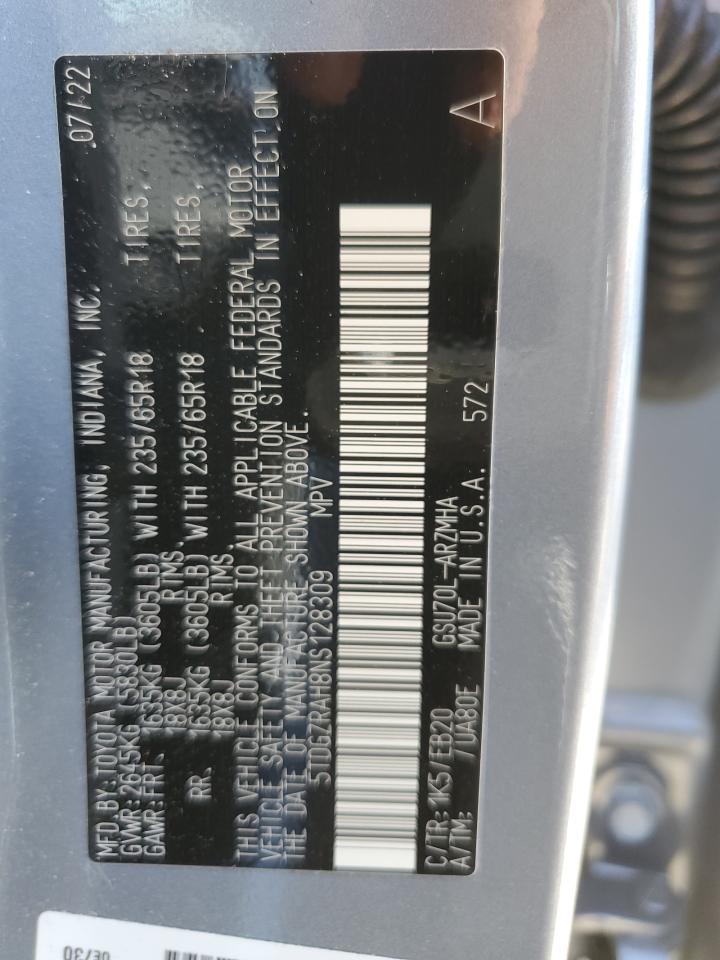 MFD.BY:TOYOTA MOTOR MANUFACTURING, INDIANA, INC. 07/22
GVWR:2645KG (5830LB)
GAWR:FRT. 1635KG (3605LB) WITH 235/65R18 TIRES,
18X8J RIMS,
RR. 1635KG (3605LB) WITH 235/65R18 TIRES,
18X8J RIMS.
THIS VEHICLE CONFORMS TO ALL APPLICABLE FEDERAL MOTOR
VEHICLE SAFETY AND THEFT PREVENTION STANDARDS IN EFFECT ON
THE DATE OF MANUFACTURE SHOWN ABOVE.
5TDGZRAH8NS128309 MPV
C/TR:1K5/EB20 GSU70L-ARZMHA
A/TM: /UA80E MADE IN U.S.A. 572 A
0E/30